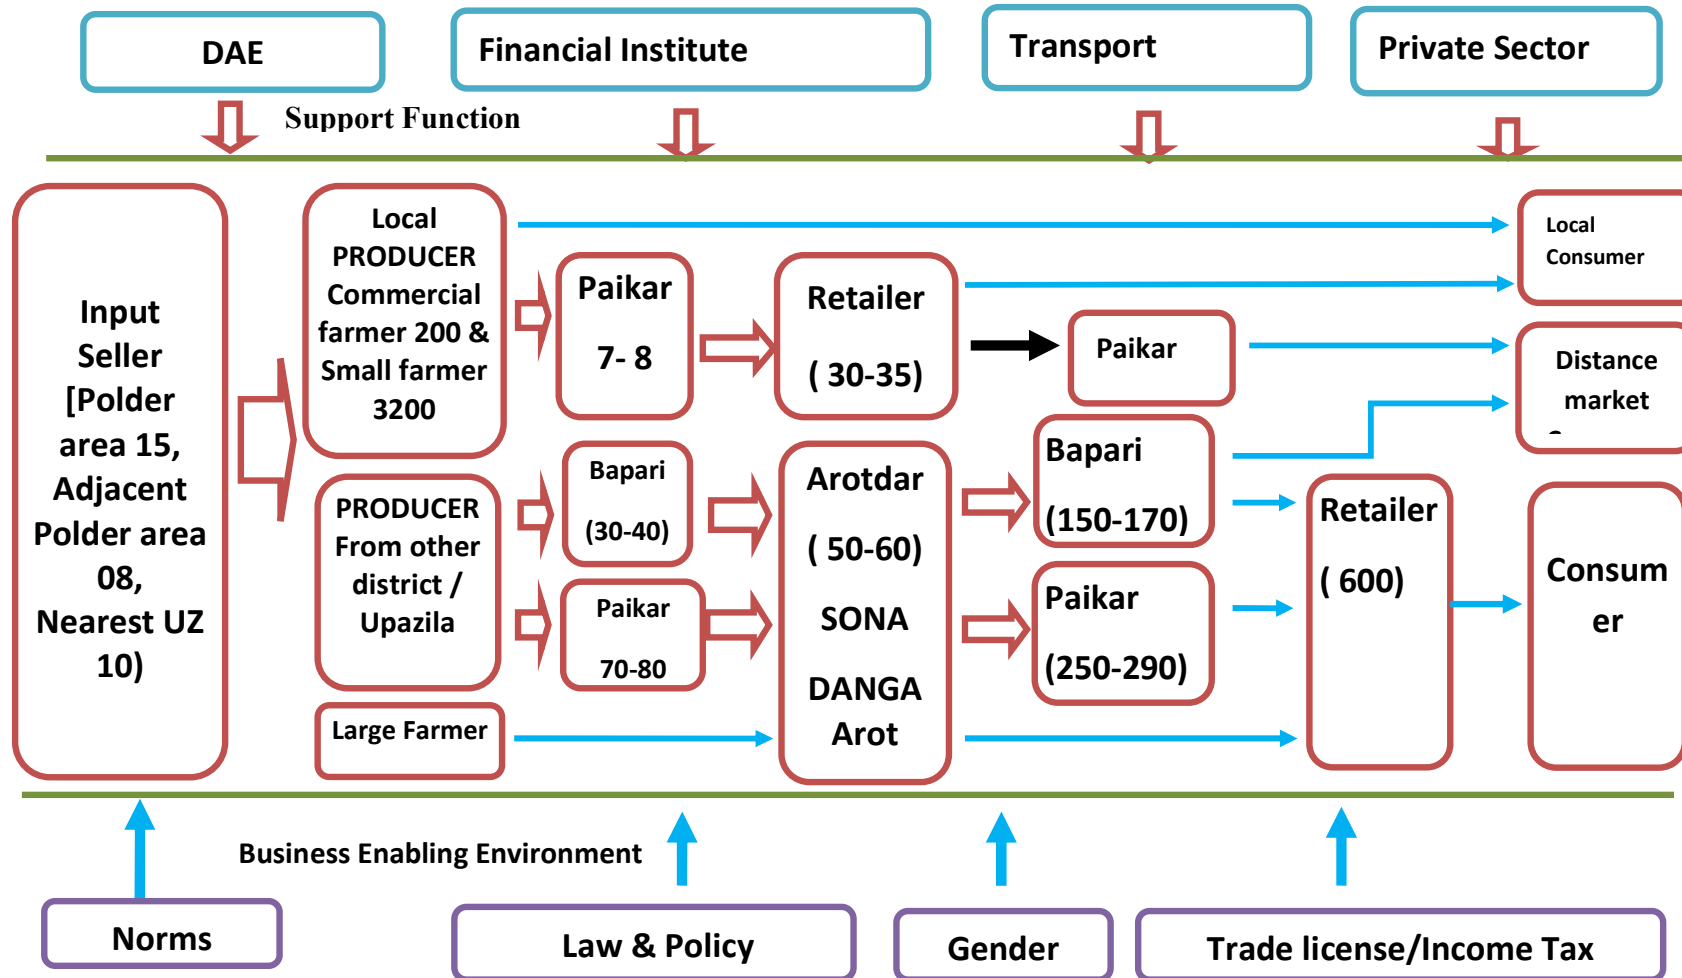 DAE
Financial Institute
Transport
Private Sector
Support Function
Input
Seller
[Polder
area 15,
Adjacent
Polder area
08,
Nearest UZ
10)
Local
PRODUCER
Commercial
farmer 200 &
Small farmer
3200
Paikar
7- 8
Retailer
( 30-35)
Paikar
Local
Consumer
Distance
market
PRODUCER
From other
district /
Upazila
Bapari
(30-40)
Paikar
70-80
Large Farmer
Arotdar
( 50-60)
SONA
DANGA
Arot
Bapari
(150-170)
Paikar
(250-290)
Retailer
( 600)
Consum
er
Business Enabling Environment
Norms
Law & Policy
Gender
Trade license/Income Tax